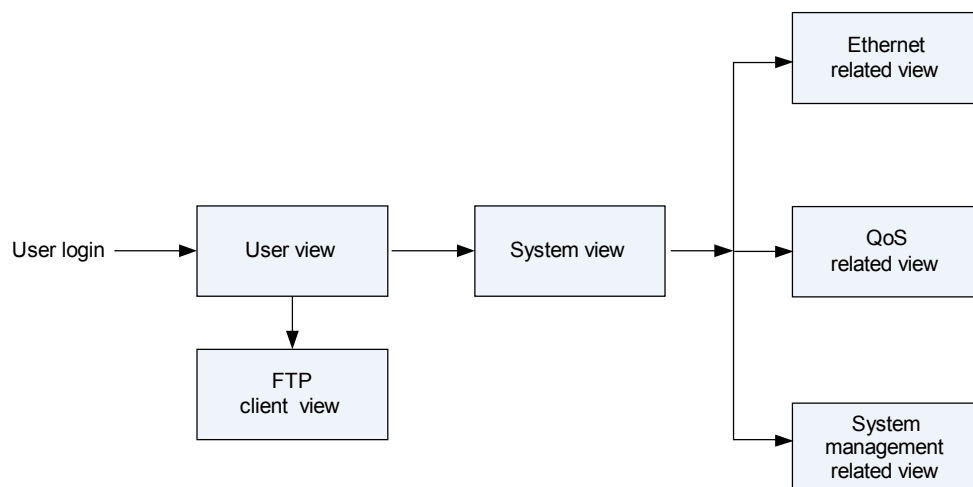 Ethernet
related view
User login
User view
System view
QoS
related view
FTP
client view
System
management
related view